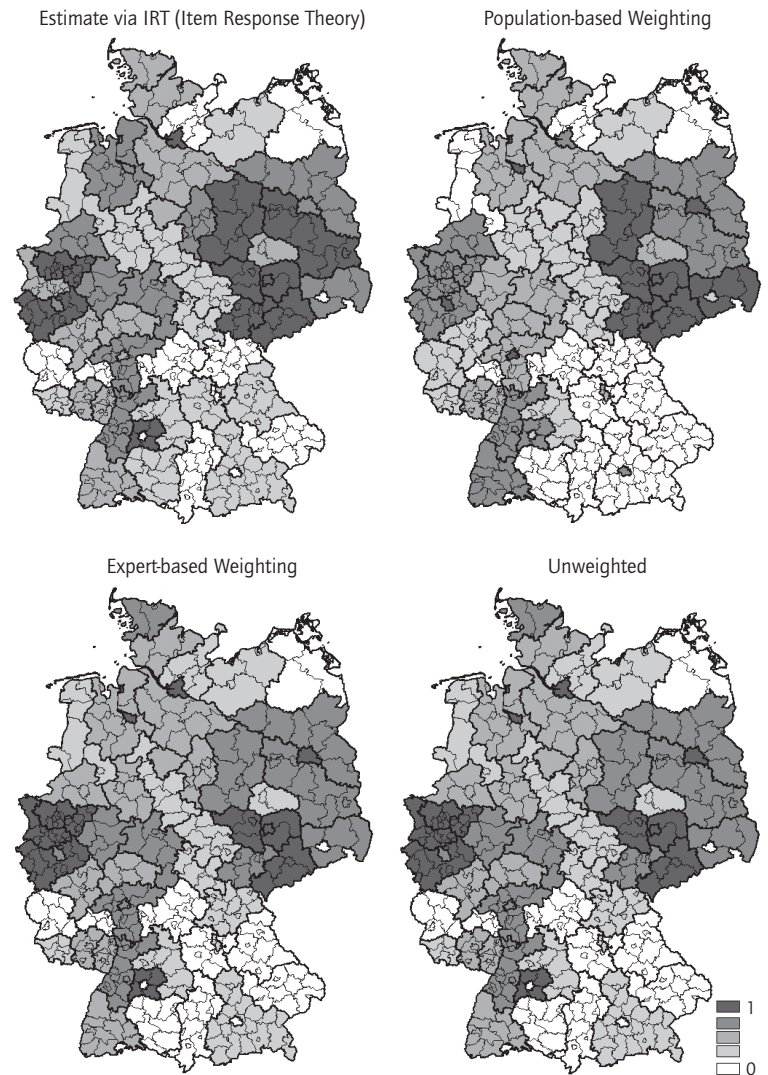 Estimate via IRT (Item Response Theory)
Population-based Weighting
Expert-based Weighting
Unweighted
1
0